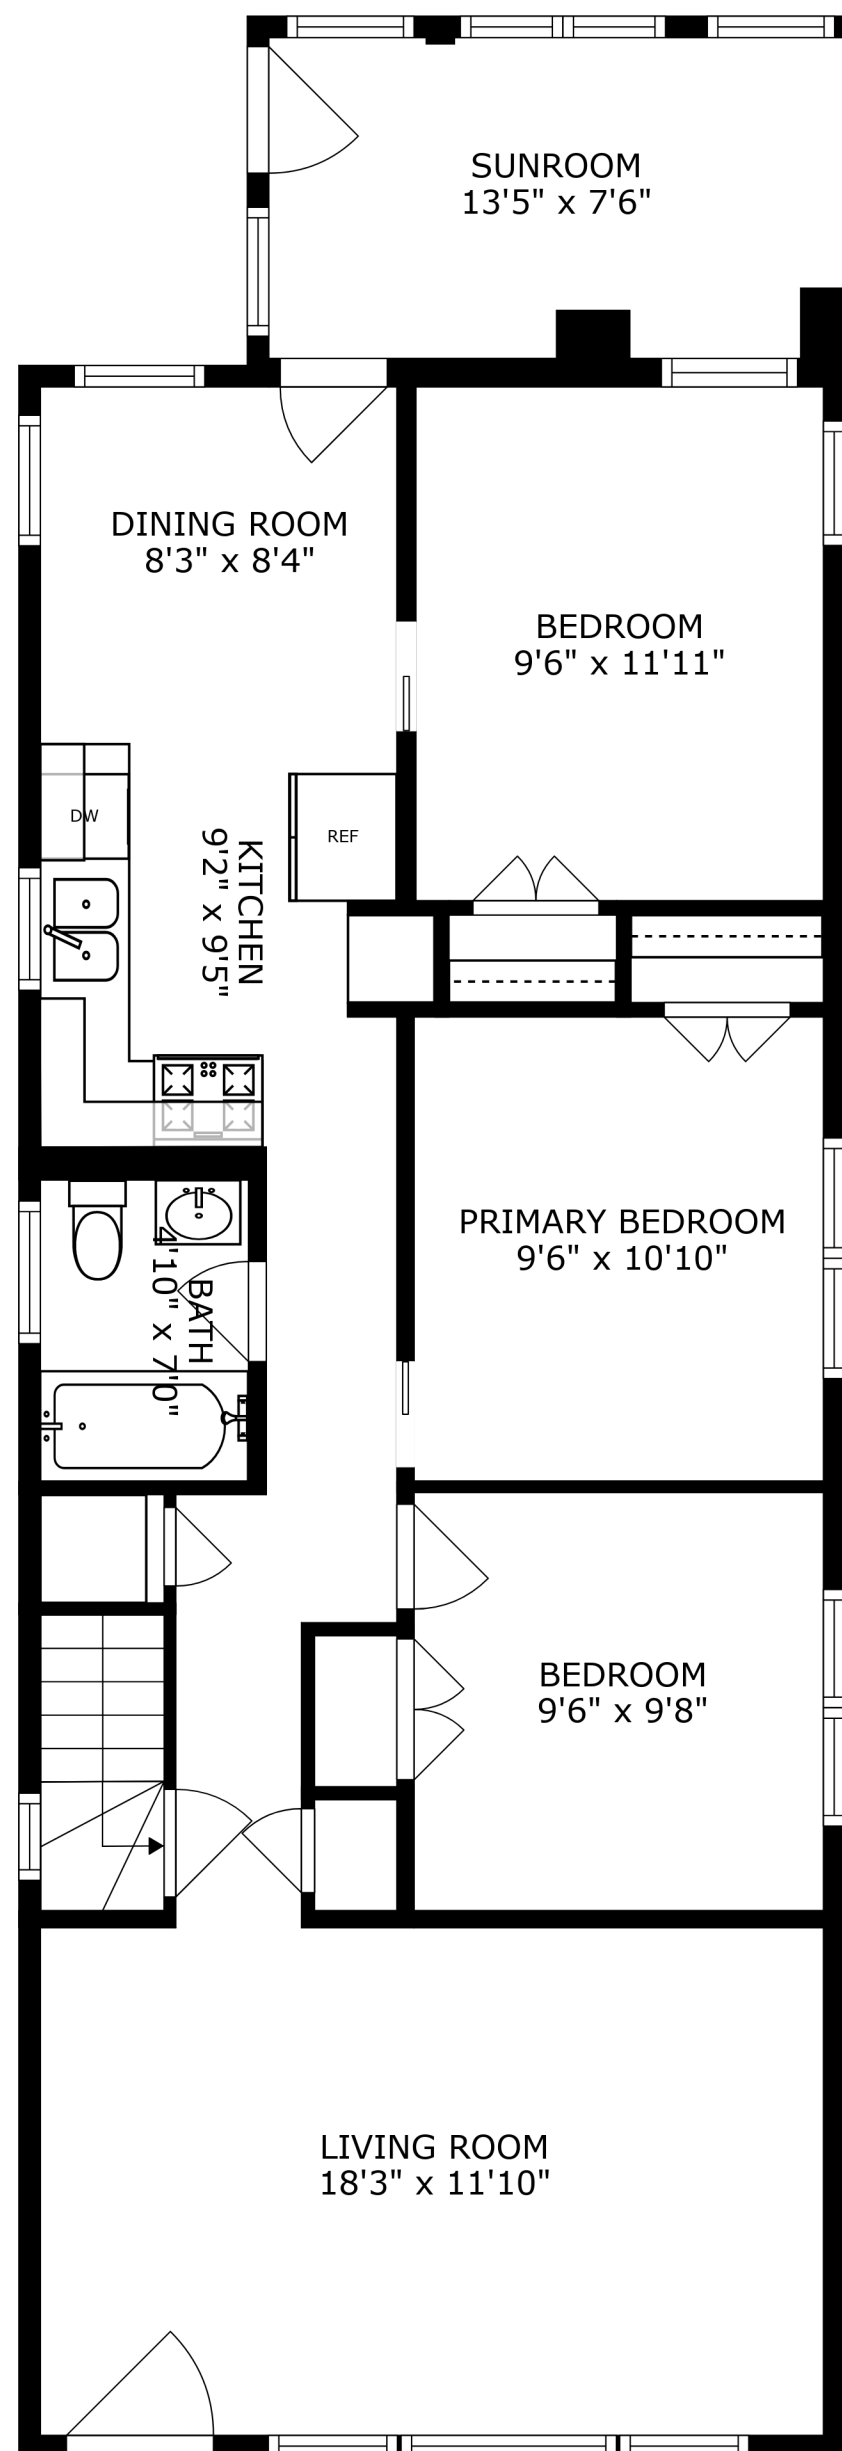 SUNROOM
13'5" x 7'6"
DINING ROOM
8'3" x 8'4"
BEDROOM
9'6" x 11'11"
DW
REF
KITCHEN
9'2" x 9'5"
PRIMARY BEDROOM
9'6" x 10'10"
BATH
4'10" x 7'0"
BEDROOM
9'6" x 9'8"
LIVING ROOM
18'3" x 11'10"